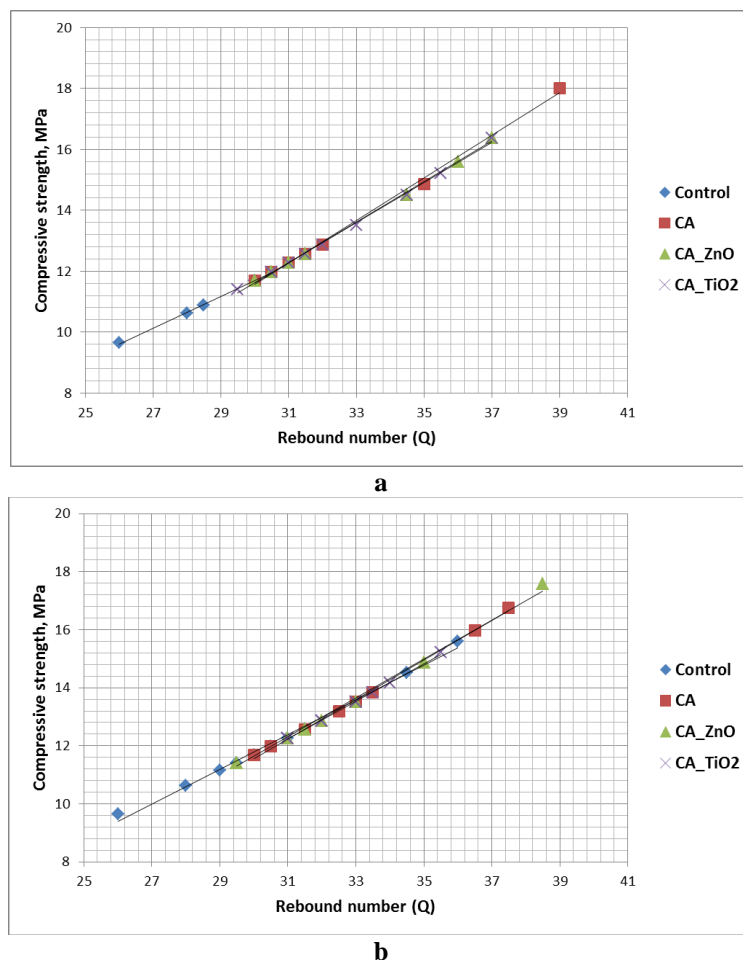 20
18
16
14
12
10
8
Compressive strength, MPa
25 27 29 31 33 35 37 39 41
Rebound number (Q)
Control
CA
CA_ZnO
CA_TiO2
a
20
18
16
14
12
10
8
Compressive strength, MPa
25 27 29 31 33 35 37 39 41
Rebound number (Q)
Control
CA
CA_ZnO
CA_TiO2
b